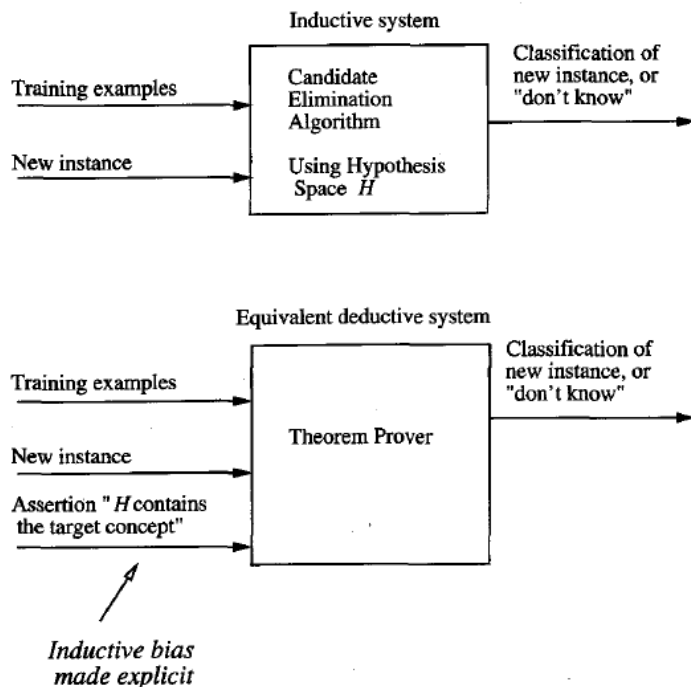 Inductive system
Training examples
New instance
Candidate
Elimination
Algorithm
Using Hypothesis
Space H
Classification of
new instance, or
"don't know"
Equivalent deductive system
Training examples
New instance
Assertion "H contains
the target concept"
Theorem Prover
Classification of
new instance, or
"don't know"
Inductive bias
made explicit